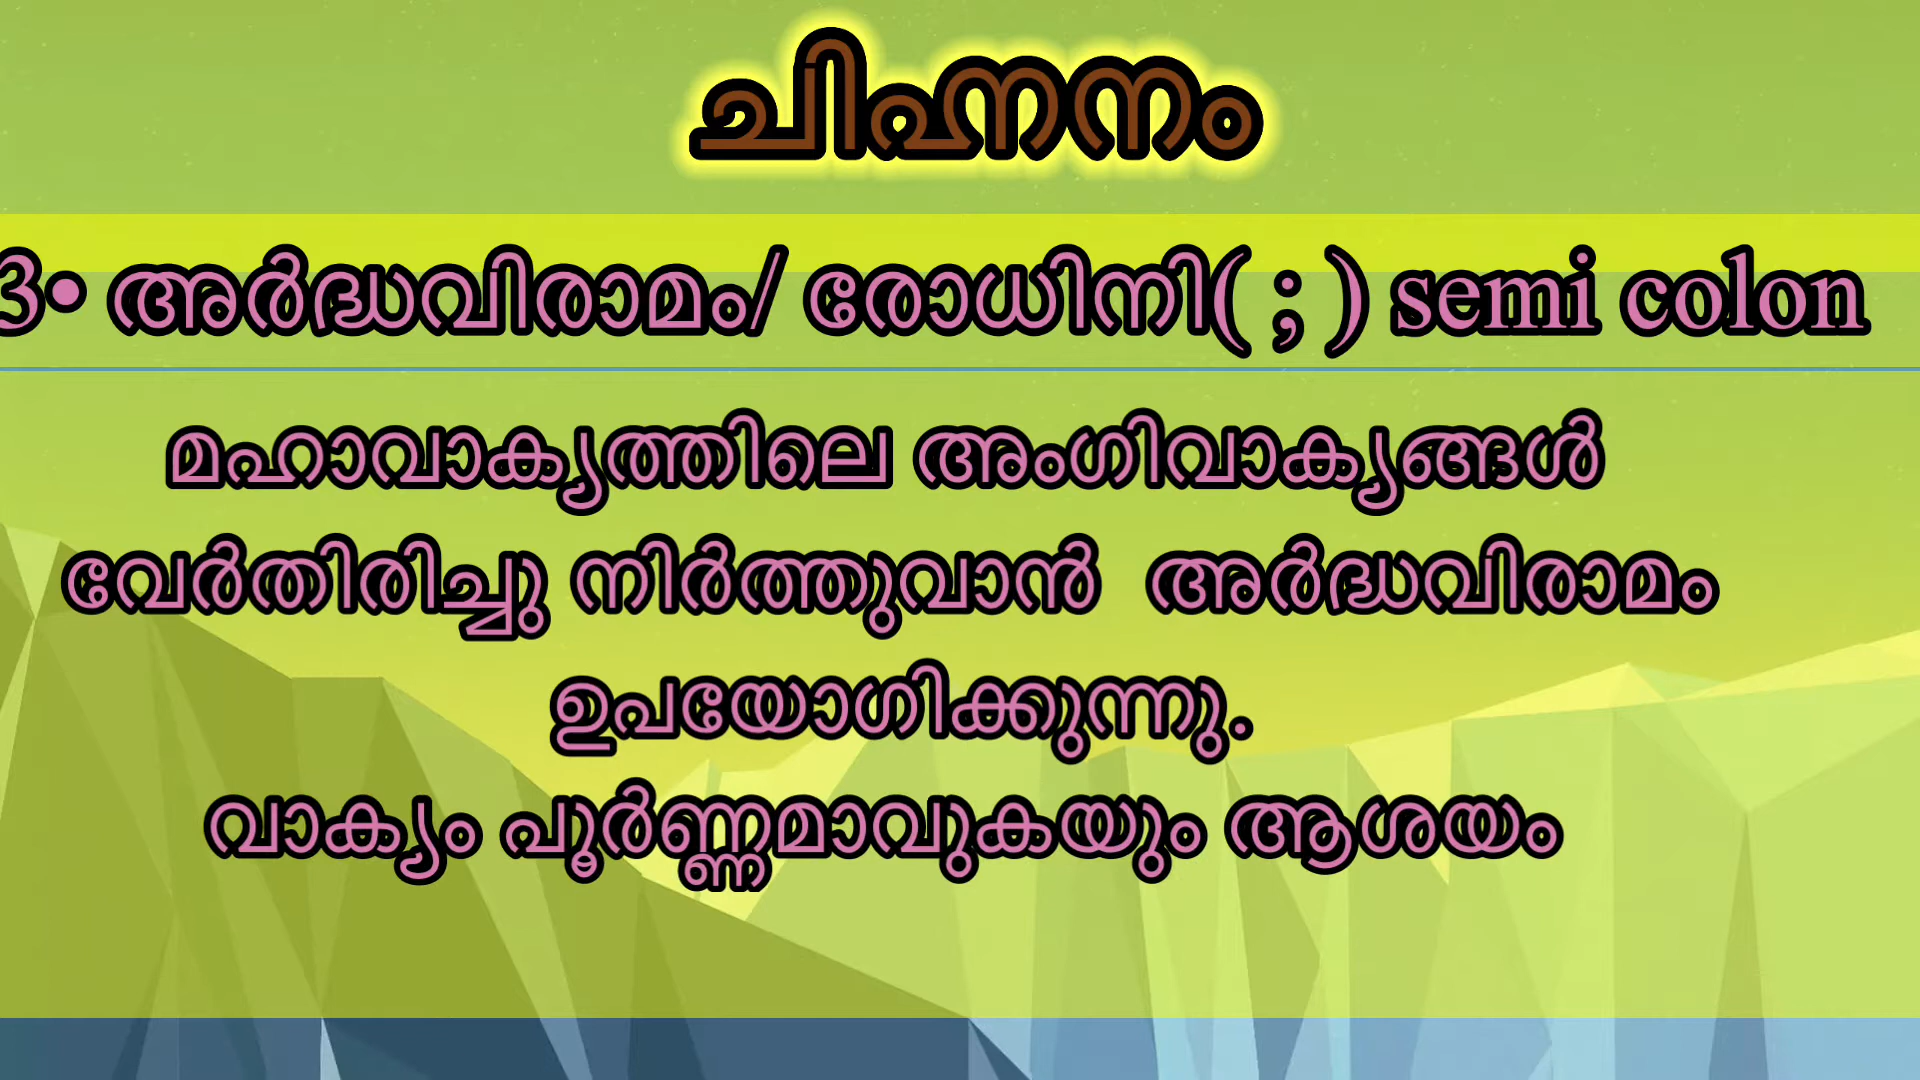 ചിഹ്നനം
3• അർദ്ധവിരാമം/ രോധിനി( ; ) semi colon
മഹാവാക്യത്തിലെ അംഗിവാക്യങ്ങൾ
വേർതിരിച്ചു നിർത്തുവാൻ അർദ്ധവിരാമം
ഉപയോഗിക്കുന്നു.
വാക്യം പൂർണ്ണമാവുകയും ആശയം